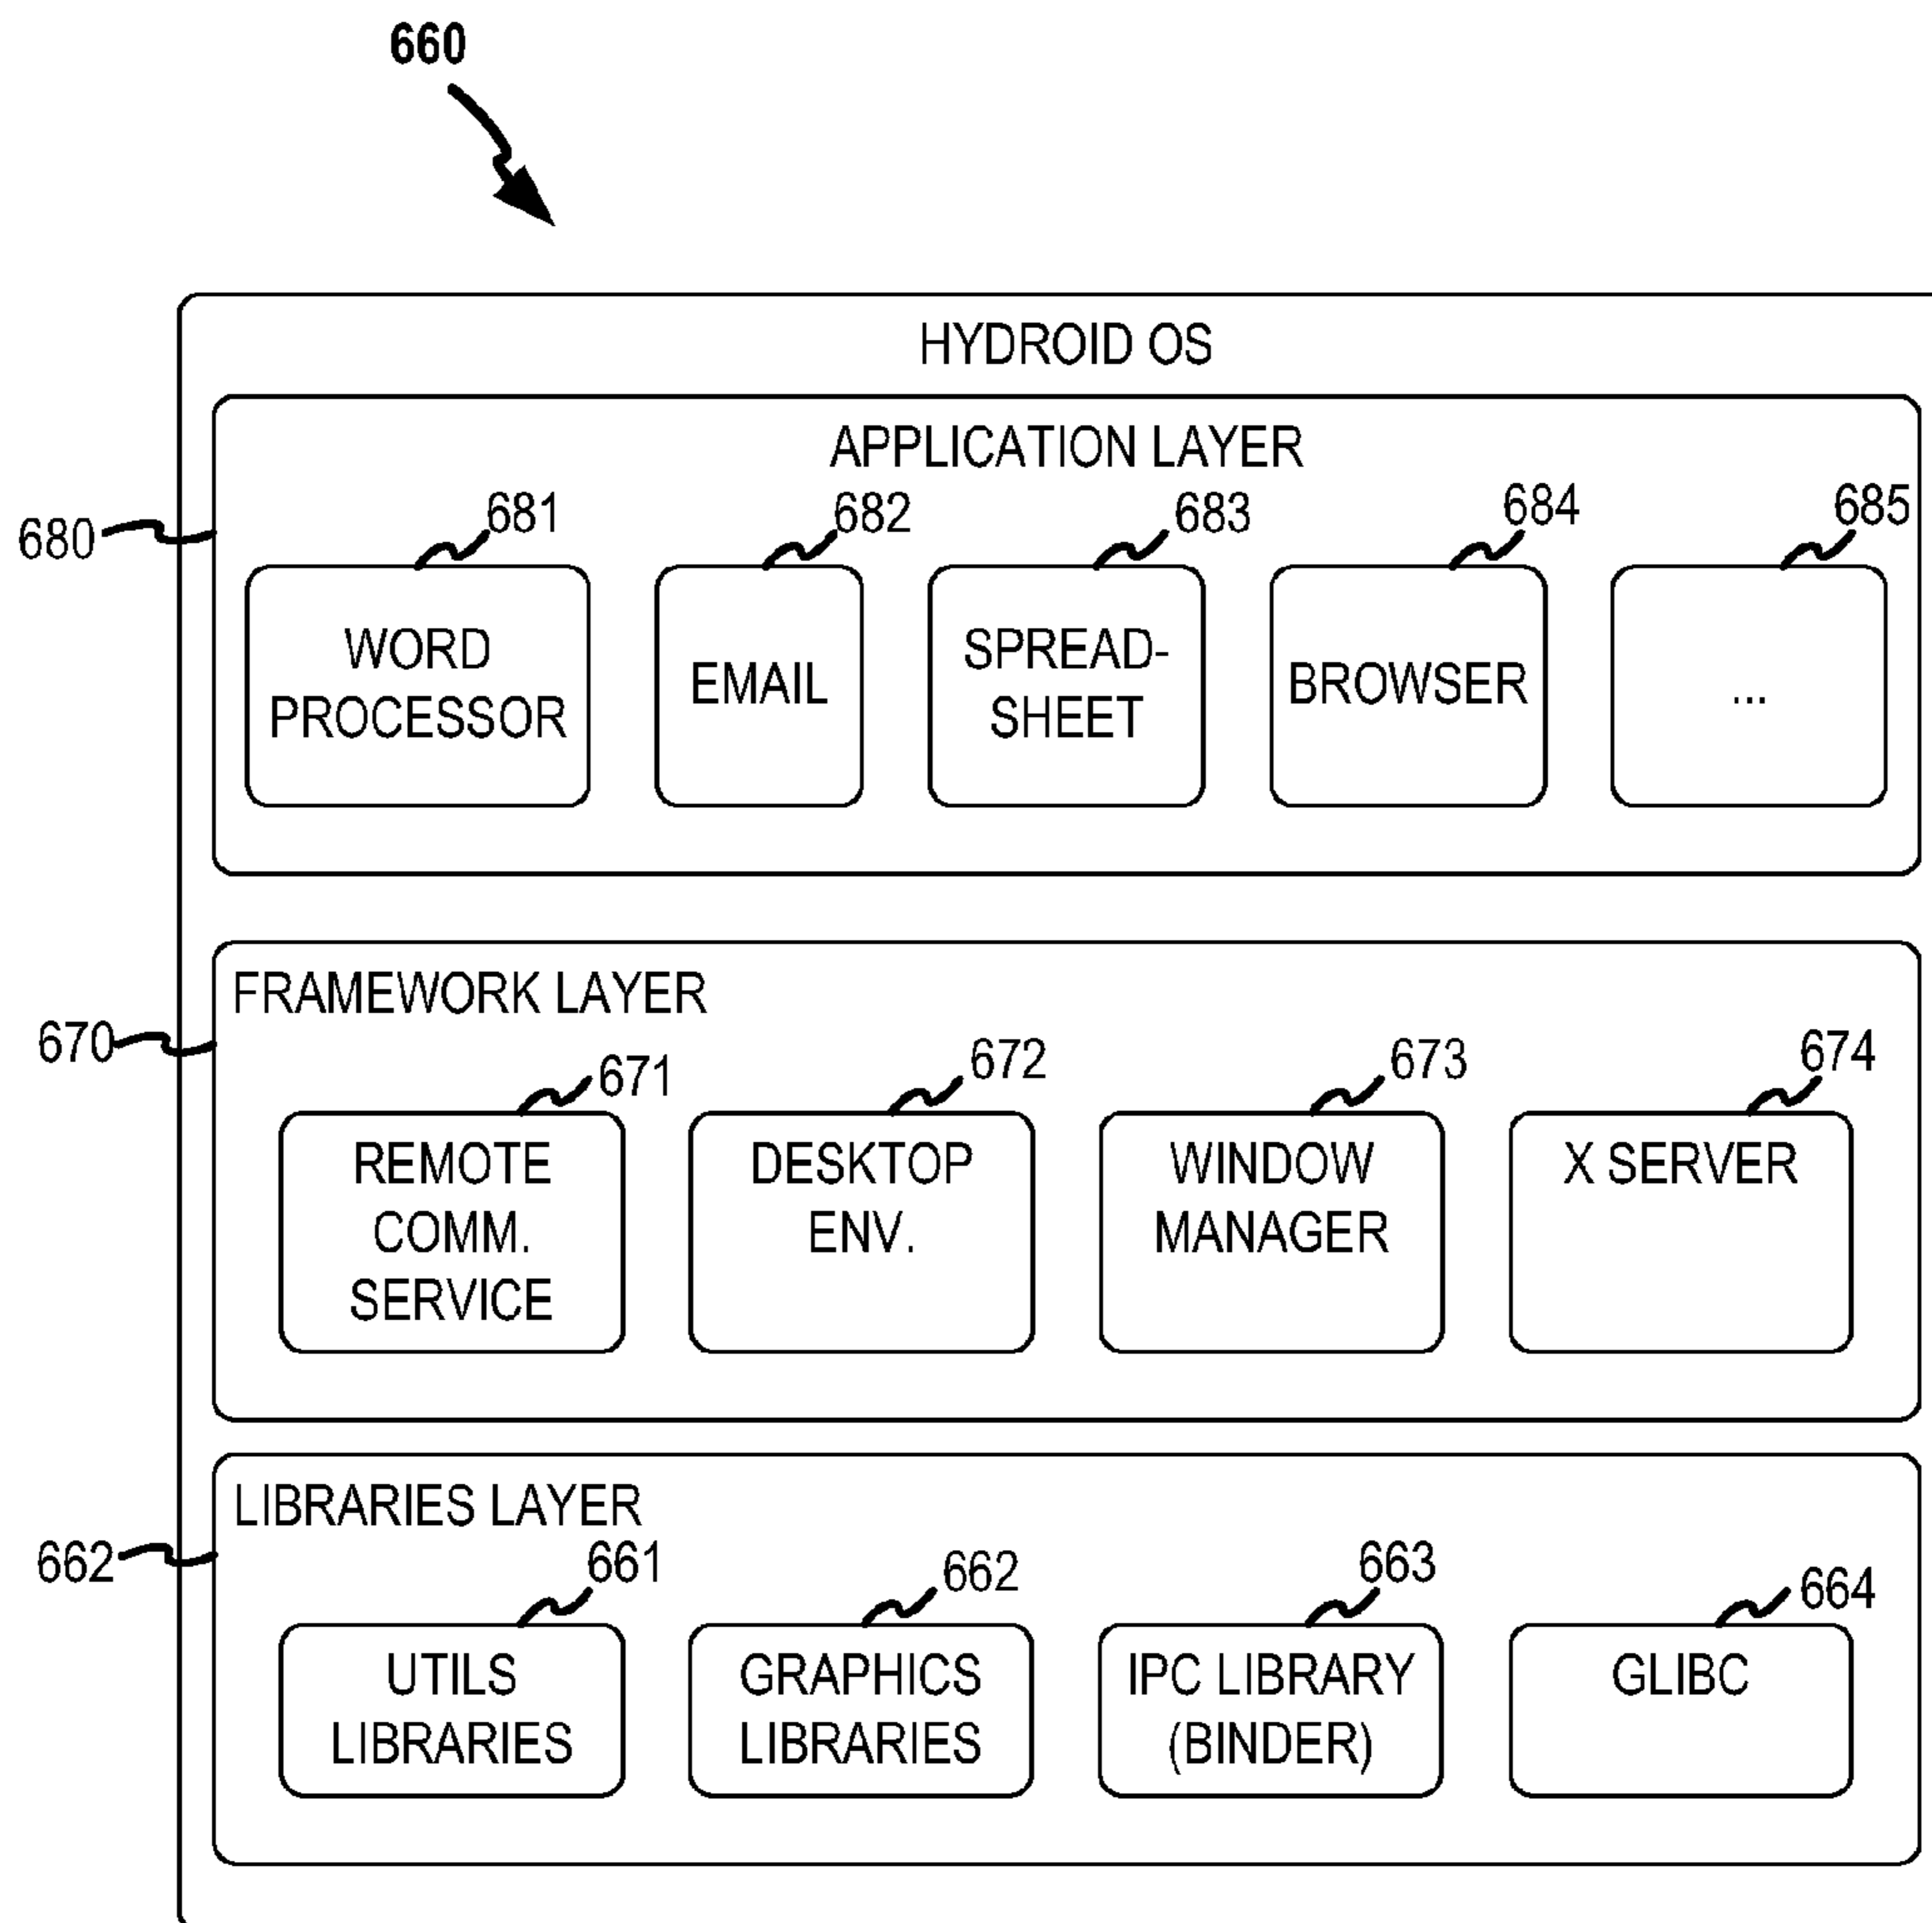 660
HYDROID OS
APPLICATION LAYER
680
681
682
683
684
685
WORD
PROCESSOR
EMAIL
SPREAD-
SHEET
BROWSER
...
FRAMEWORK LAYER
670
671
672
673
674
REMOTE
COMM.
SERVICE
DESKTOP
ENV.
WINDOW
MANAGER
X SERVER
LIBRARIES LAYER
662
661
662
663
664
UTILS
LIBRARIES
GRAPHICS
LIBRARIES
IPC LIBRARY
(BINDER)
GLIBC